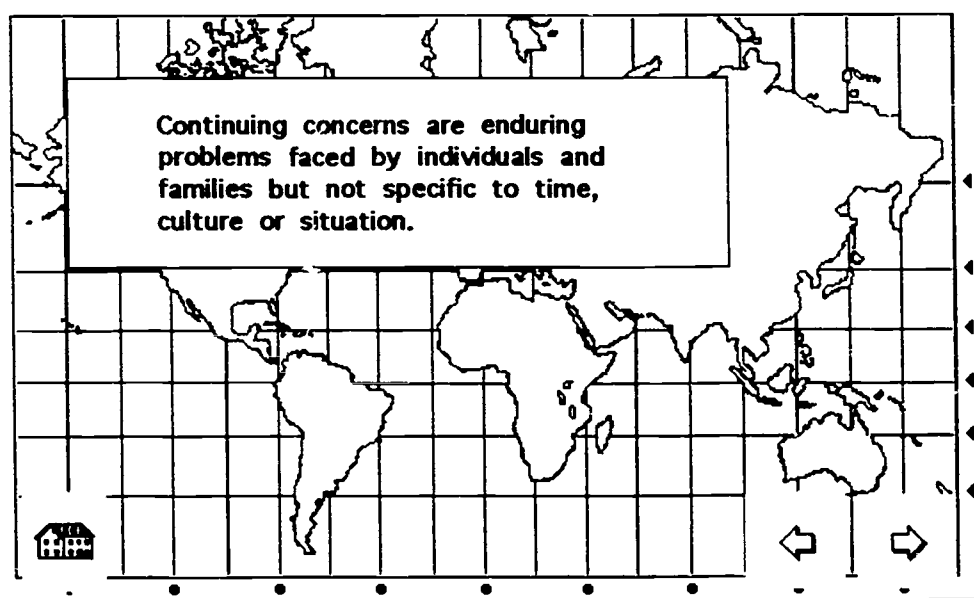 Continuing concerns are enduring
problems faced by individuals and
families but not specific to time,
culture or situation.